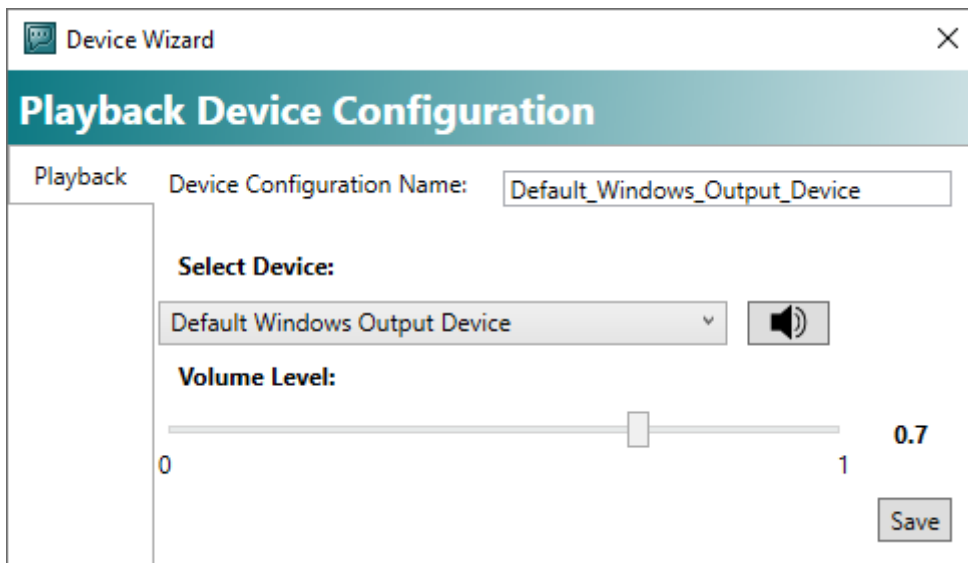 Device Wizard
Playback Device Configuration
Playback
Device Configuration Name: Default_Windows_Output_Device
Select Device:
Default Windows Output Device
Volume Level:
0.7
0 1
Save